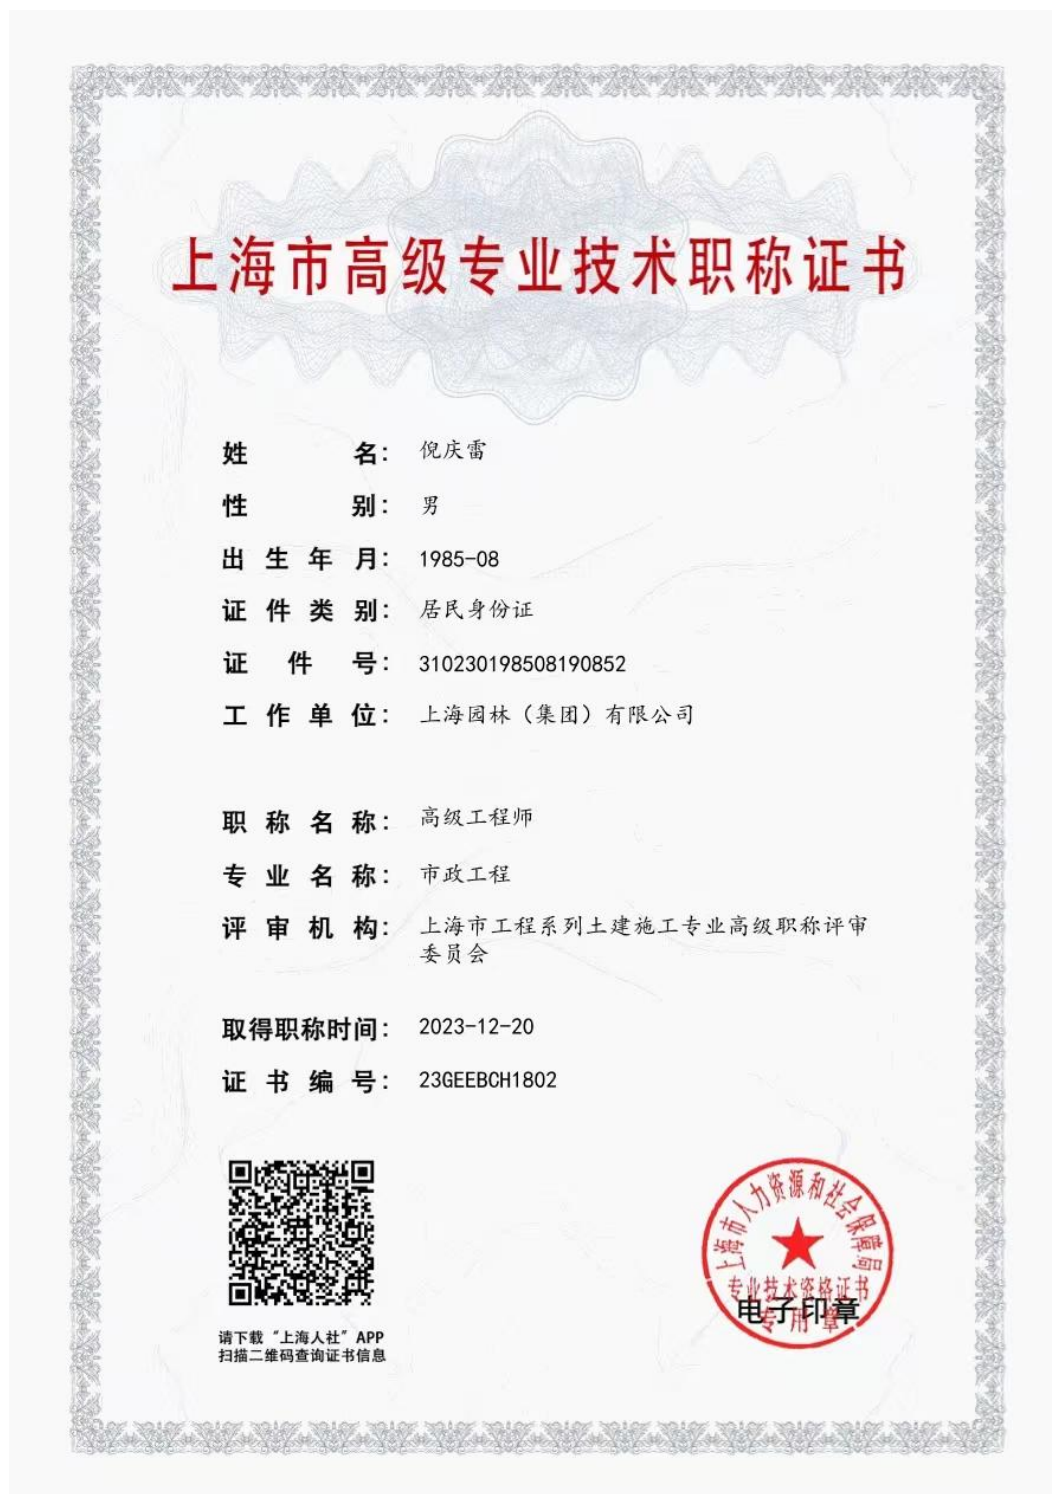 上海市高级专业技术职称证书
姓名： 倪庆雷
性别： 男
出生年月： 1985-08
证件类别： 居民身份证
证件号： 310230198508190852
工作单位： 上海园林（集团）有限公司
职称名称： 高级工程师
专业名称： 市政工程
评审机构： 上海市工程系列土建施工专业高级职称评审
委员会
取得职称时间： 2023-12-20
证书编号： 23GEEBCH1802
请下载“上海人社”APP
扫描二维码查询证书信息
上海市人力资源和社会保障局
专业技术资格证书
电子印章
专用章